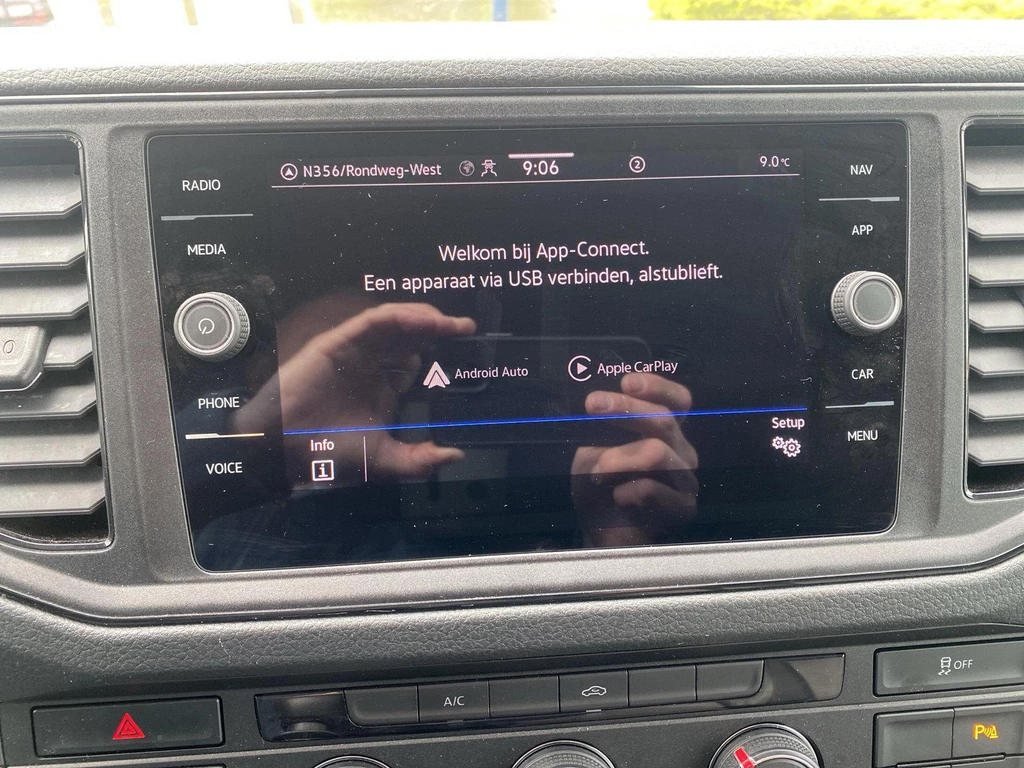 N356/Rondweg-West 9:06 2 9.0°C
RADIO
MEDIA
PHONE
VOICE
NAV
APP
CAR
MENU
Welkom bij App-Connect.
Een apparaat via USB verbinden, alstublieft.
Android Auto
Apple CarPlay
Info
i
Setup
0
A/C
OFF
P